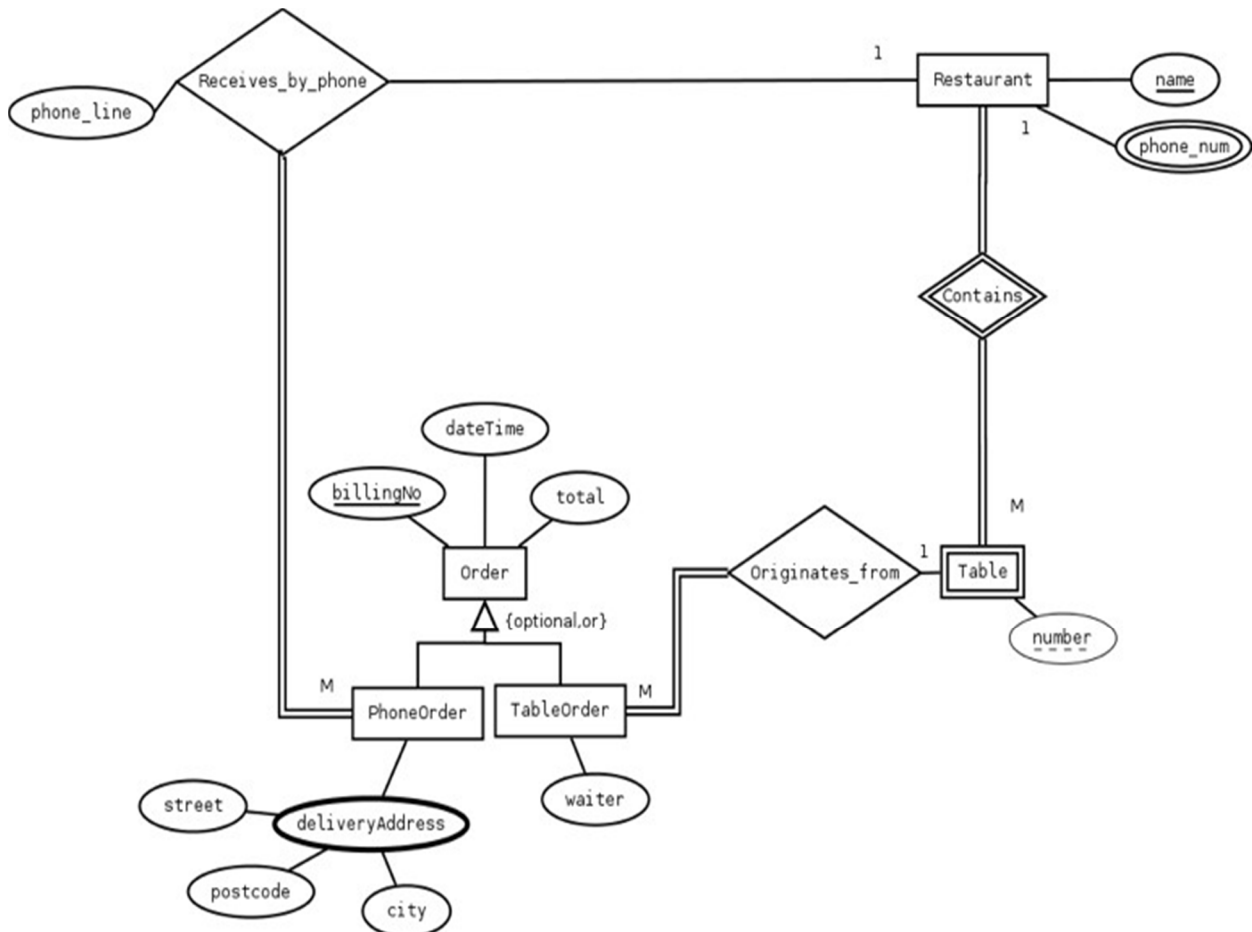 1
Receives_by_phone
Restaurant
name
phone_line
1
phone_num
Contains
dateTime
billingNo
total
M
1
Order
Originates_from
Table
{optional,or}
number
M
M
PhoneOrder
TableOrder
street
waiter
deliveryAddress
postcode
city